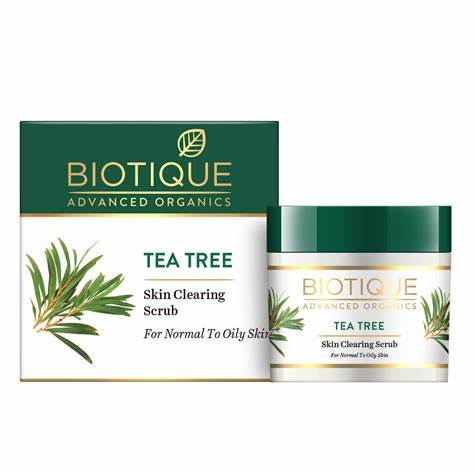 BIOTIQUE
ADVANCED ORGANICS
TEA TREE
Skin Clearing
Scrub
For Normal To Oily Skin
BIOTIQUE
ADVANCED ORGANICS
TEA TREE
Skin Clearing Scrub
For Normal To Oily Skin